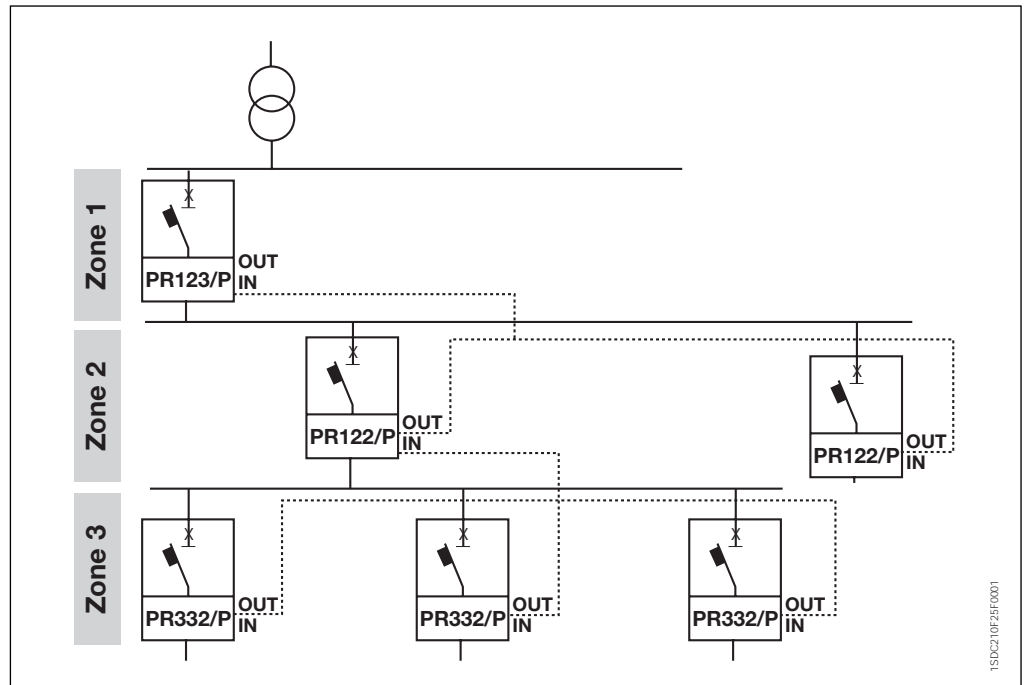 Zone 1
PR123/P
OUT
IN
Zone 2
PR122/P
OUT
IN
PR122/P
OUT
IN
Zone 3
PR332/P
OUT
IN
PR332/P
OUT
IN
PR332/P
OUT
IN
1SDC210F25F0001